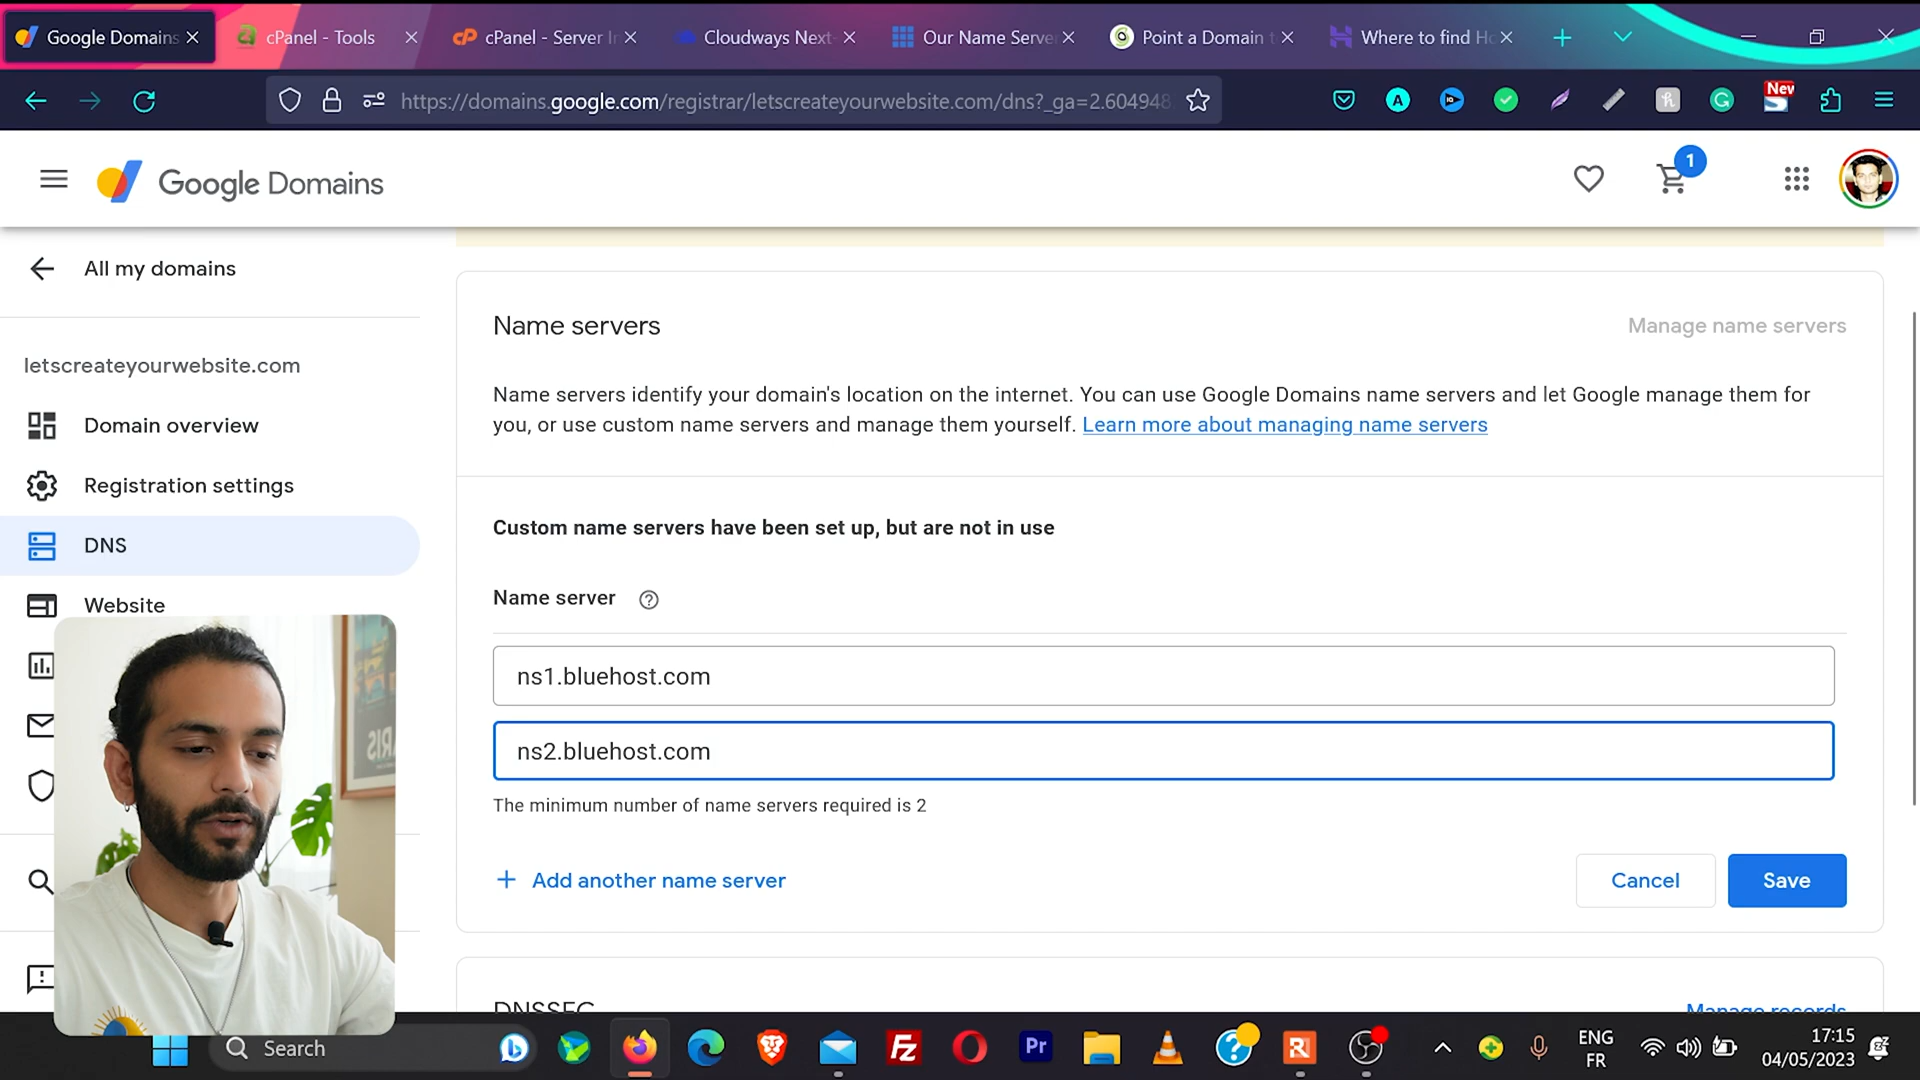 Google Domains
cPanel - Tools
cPanel - Server I
Cloudways Next-
Our Name Serve
Point a Domain t
Where to find Ho
https://domains.google.com/registrar/letscreateyourwebsite.com/dns?_ga=2.604948
New
Google Domains
1
All my domains
letscreateyourwebsite.com
Domain overview
Registration settings
DNS
Website
Name servers
Manage name servers
Name servers identify your domain's location on the internet. You can use Google Domains name servers and let Google manage them for
you, or use custom name servers and manage them yourself. Learn more about managing name servers
Custom name servers have been set up, but are not in use
Name server
ns1.bluehost.com
ns2.bluehost.com
The minimum number of name servers required is 2
Add another name server
Cancel
Save
DNSSEC
Manage records
Search
Pr
ENG
FR
17:15
04/05/2023